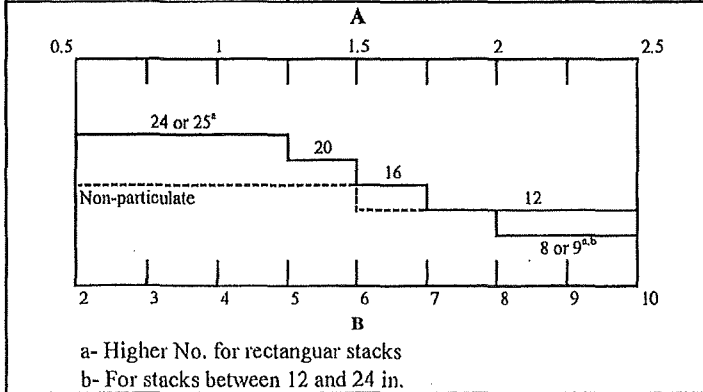 A
0.5 1 1.5 2 2.5
24 or 25ᵃ
20
16
12
Non-particulate
8 or 9ᵃ,ᵇ
2 3 4 5 6 7 8 9 10
B
a- Higher No. for rectanguar stacks
b- For stacks between 12 and 24 in.